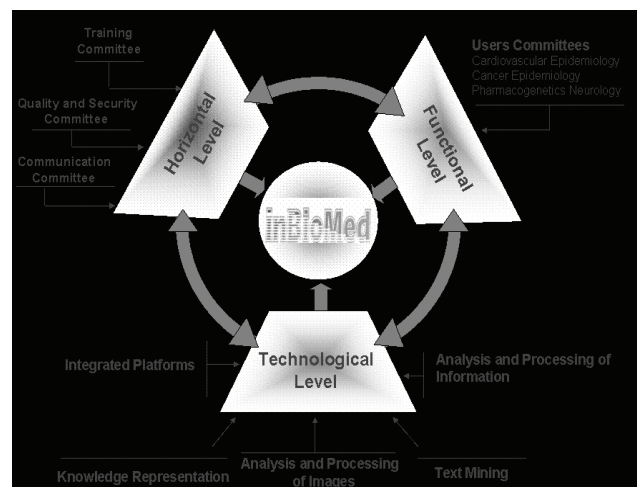 Training
Committee
Quality and Security
Committee
Communication
Committee
Horizontal
Level
Users Committees
Cardiovascular Epidemiology
Cancer Epidemiology
Pharmacogenetics Neurology
Functional
Level
inBioMed
Technological
Level
Integrated Platforms
Analysis and Processing of
Information
Knowledge Representation
Analysis and Processing
of Images
Text Mining